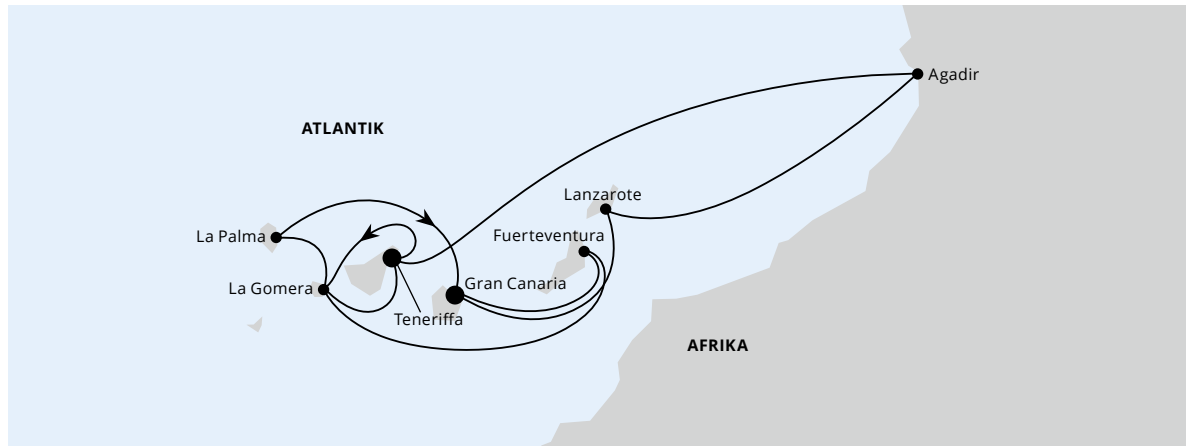 Agadir
ATLANTIK
Lanzarote
La Palma
Fuerteventura
La Gomera
Gran Canaria
Teneriffa
AFRIKA